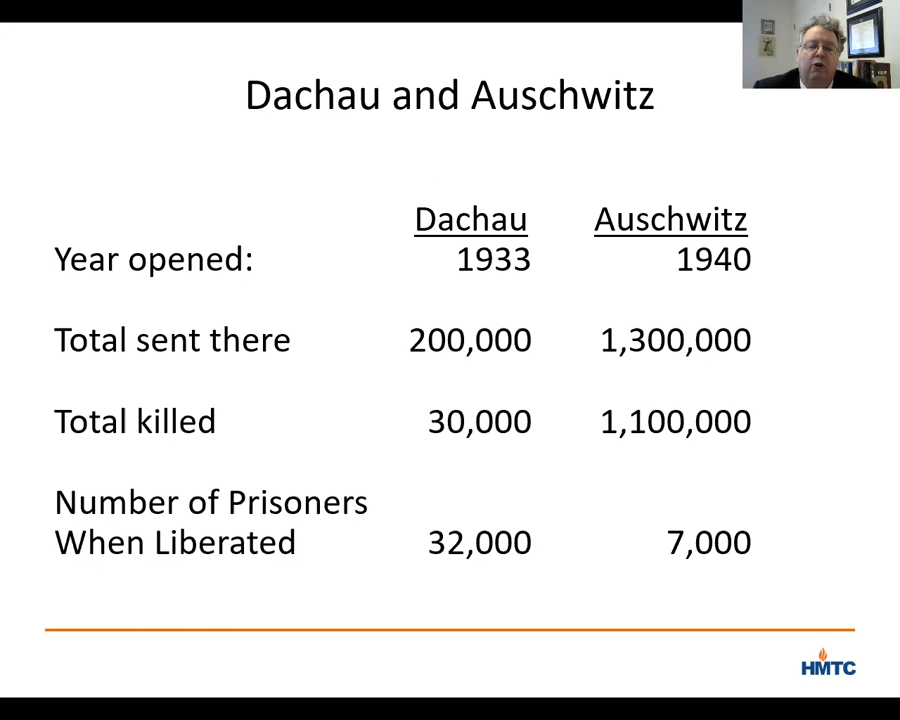 Dachau and Auschwitz
Dachau Auschwitz
Year opened: 1933 1940
Total sent there 200,000 1,300,000
Total killed 30,000 1,100,000
Number of Prisoners
When Liberated 32,000 7,000
HMTC